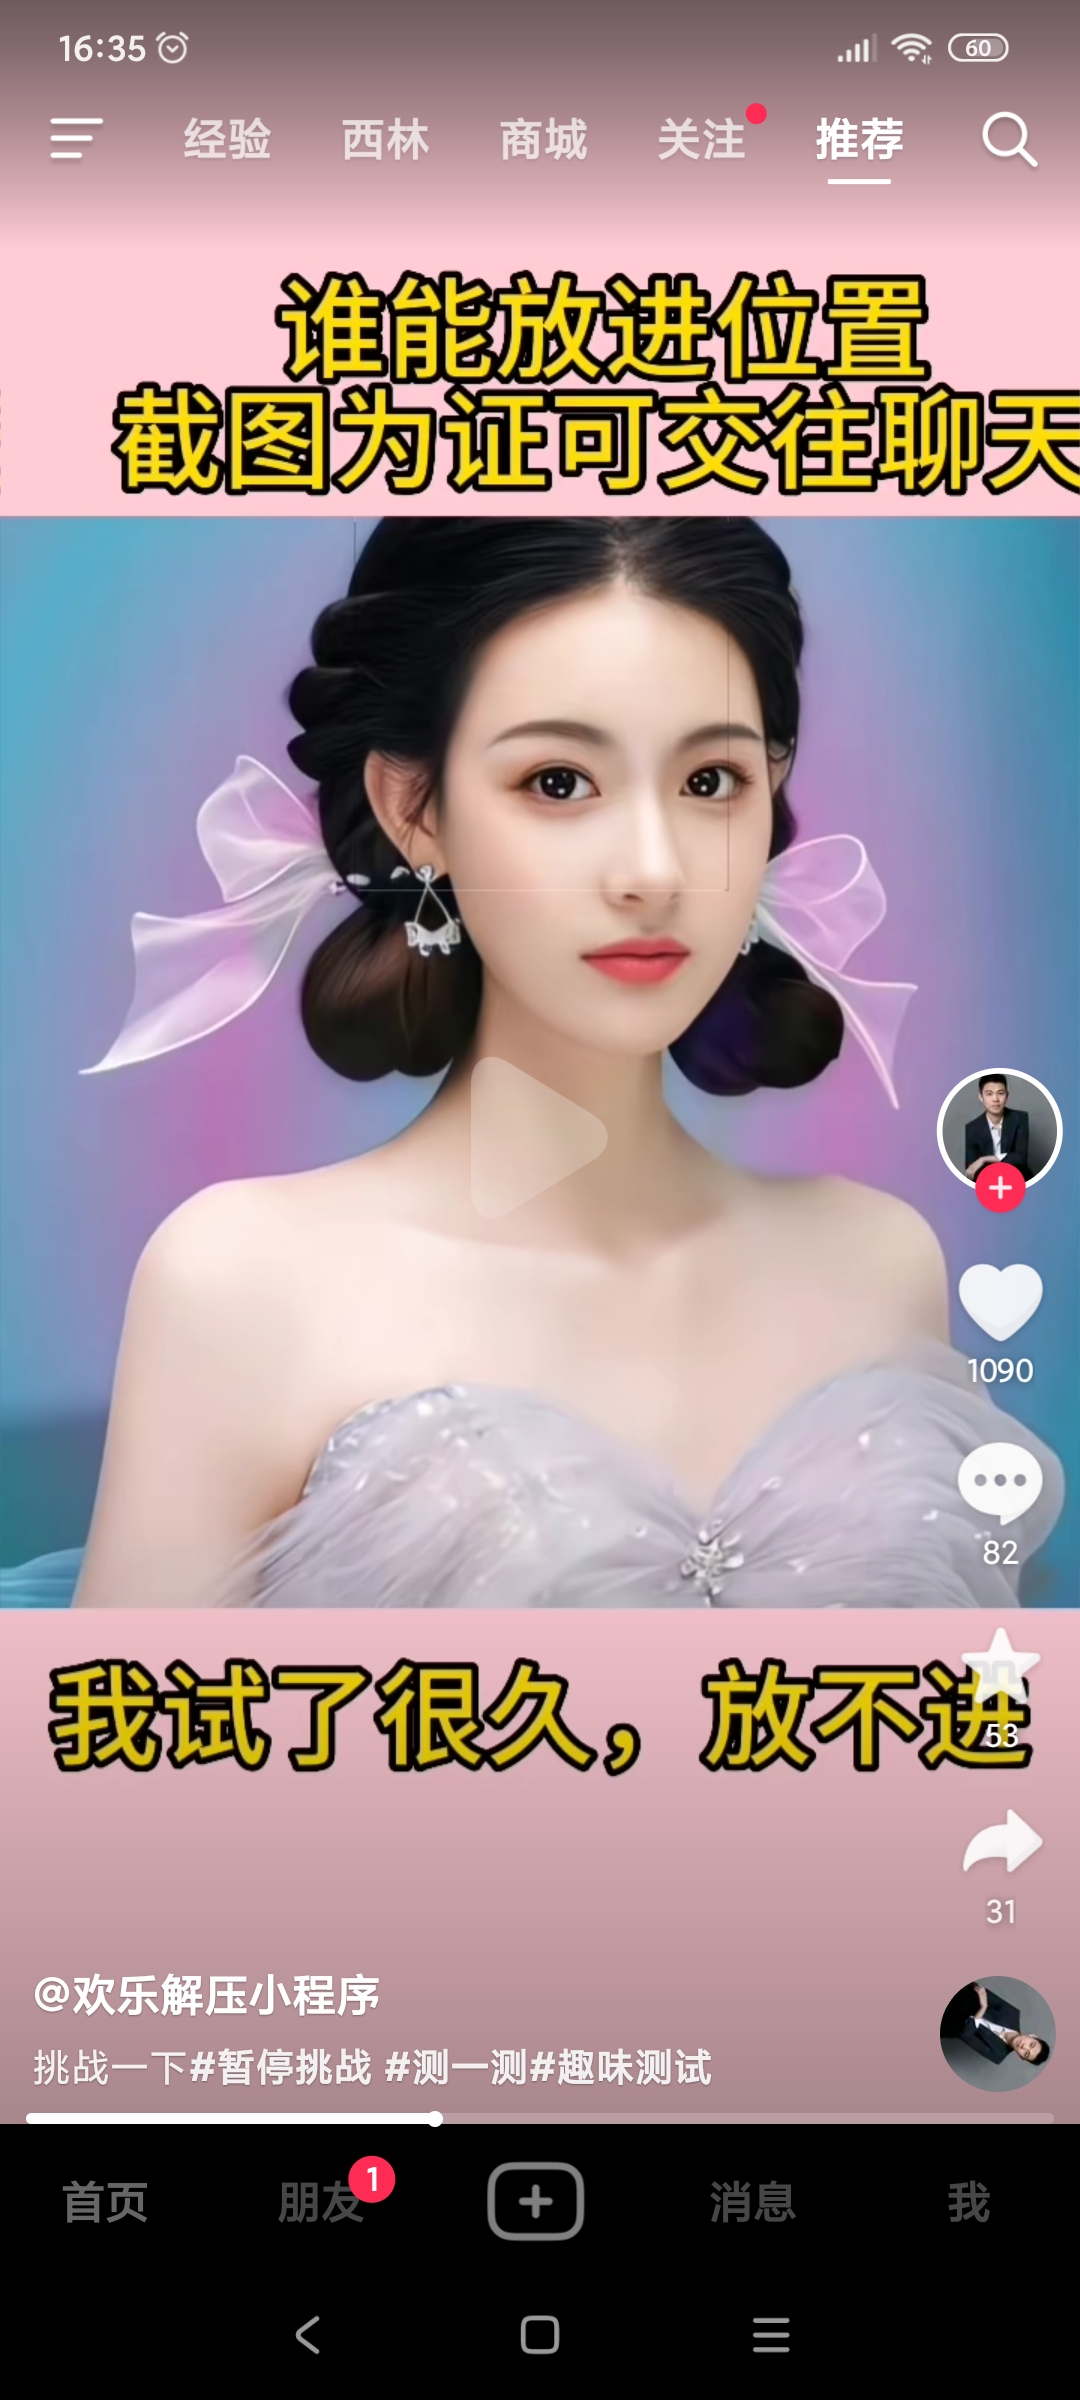 16:35
60
经验 西林 商城 关注 推荐
谁能放进位置
截图为证可交往聊天
1090
82
我试了很久，放不进
53
31
@欢乐解压小程序
挑战一下#暂停挑战 #测一测#趣味测试
首页 朋友 1 消息 我